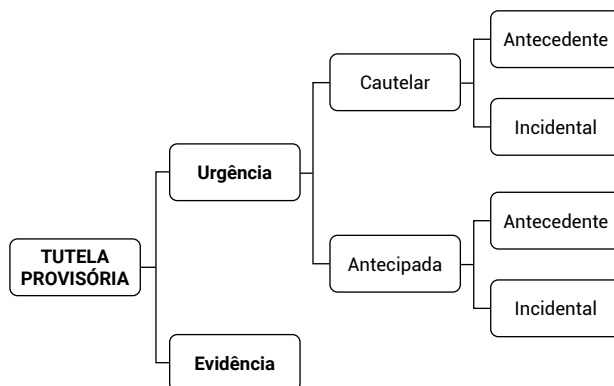 Antecedente
Cautelar
Incidental
Urgência
Antecedente
TUTELA
PROVISÓRIA
Antecipada
Incidental
Evidência